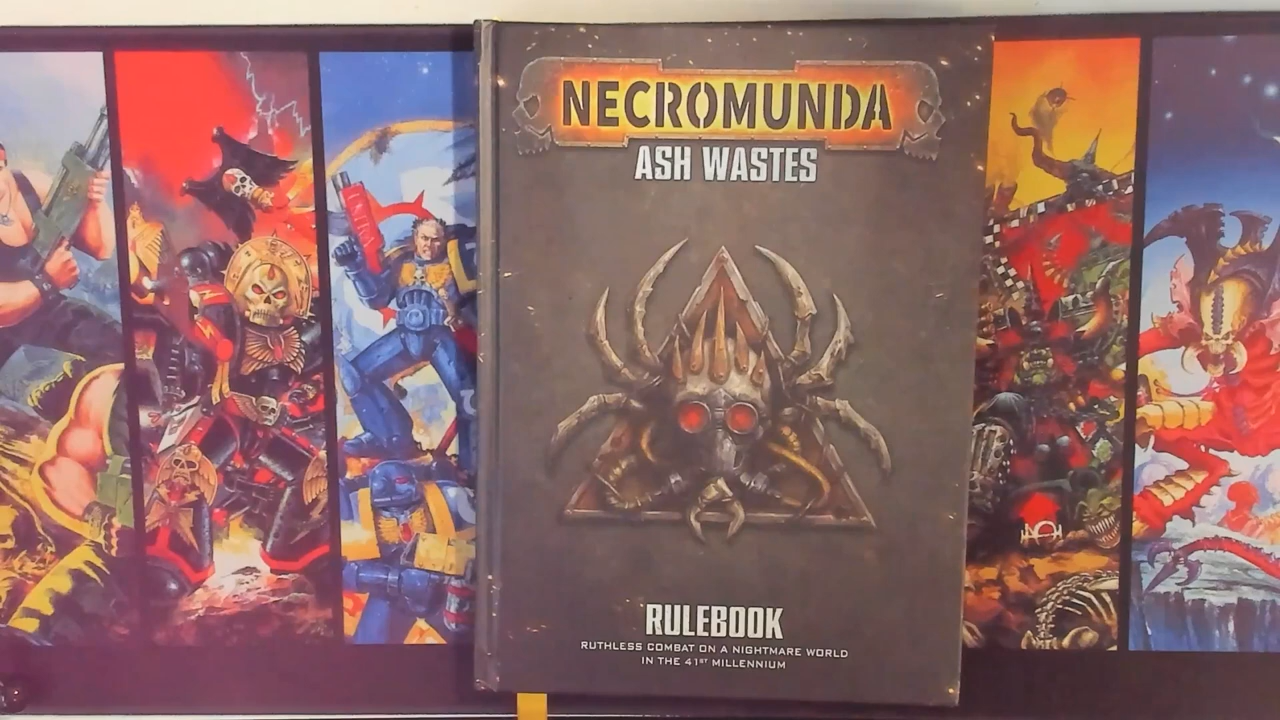 NECROMUNDA
ASH WASTES
RULEBOOK
RUTHLESS COMBAT ON A NIGHTMARE WORLD
IN THE 41ST MILLENNIUM